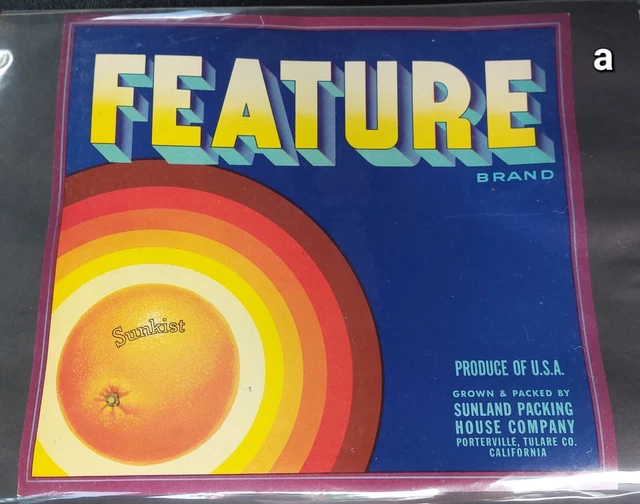 a
FEATURE
BRAND
Sunkist
PRODUCE OF U.S.A.
GROWN & PACKED BY
SUNLAND PACKING
HOUSE COMPANY
PORTERVILLE, TULARE CO.
CALIFORNIA